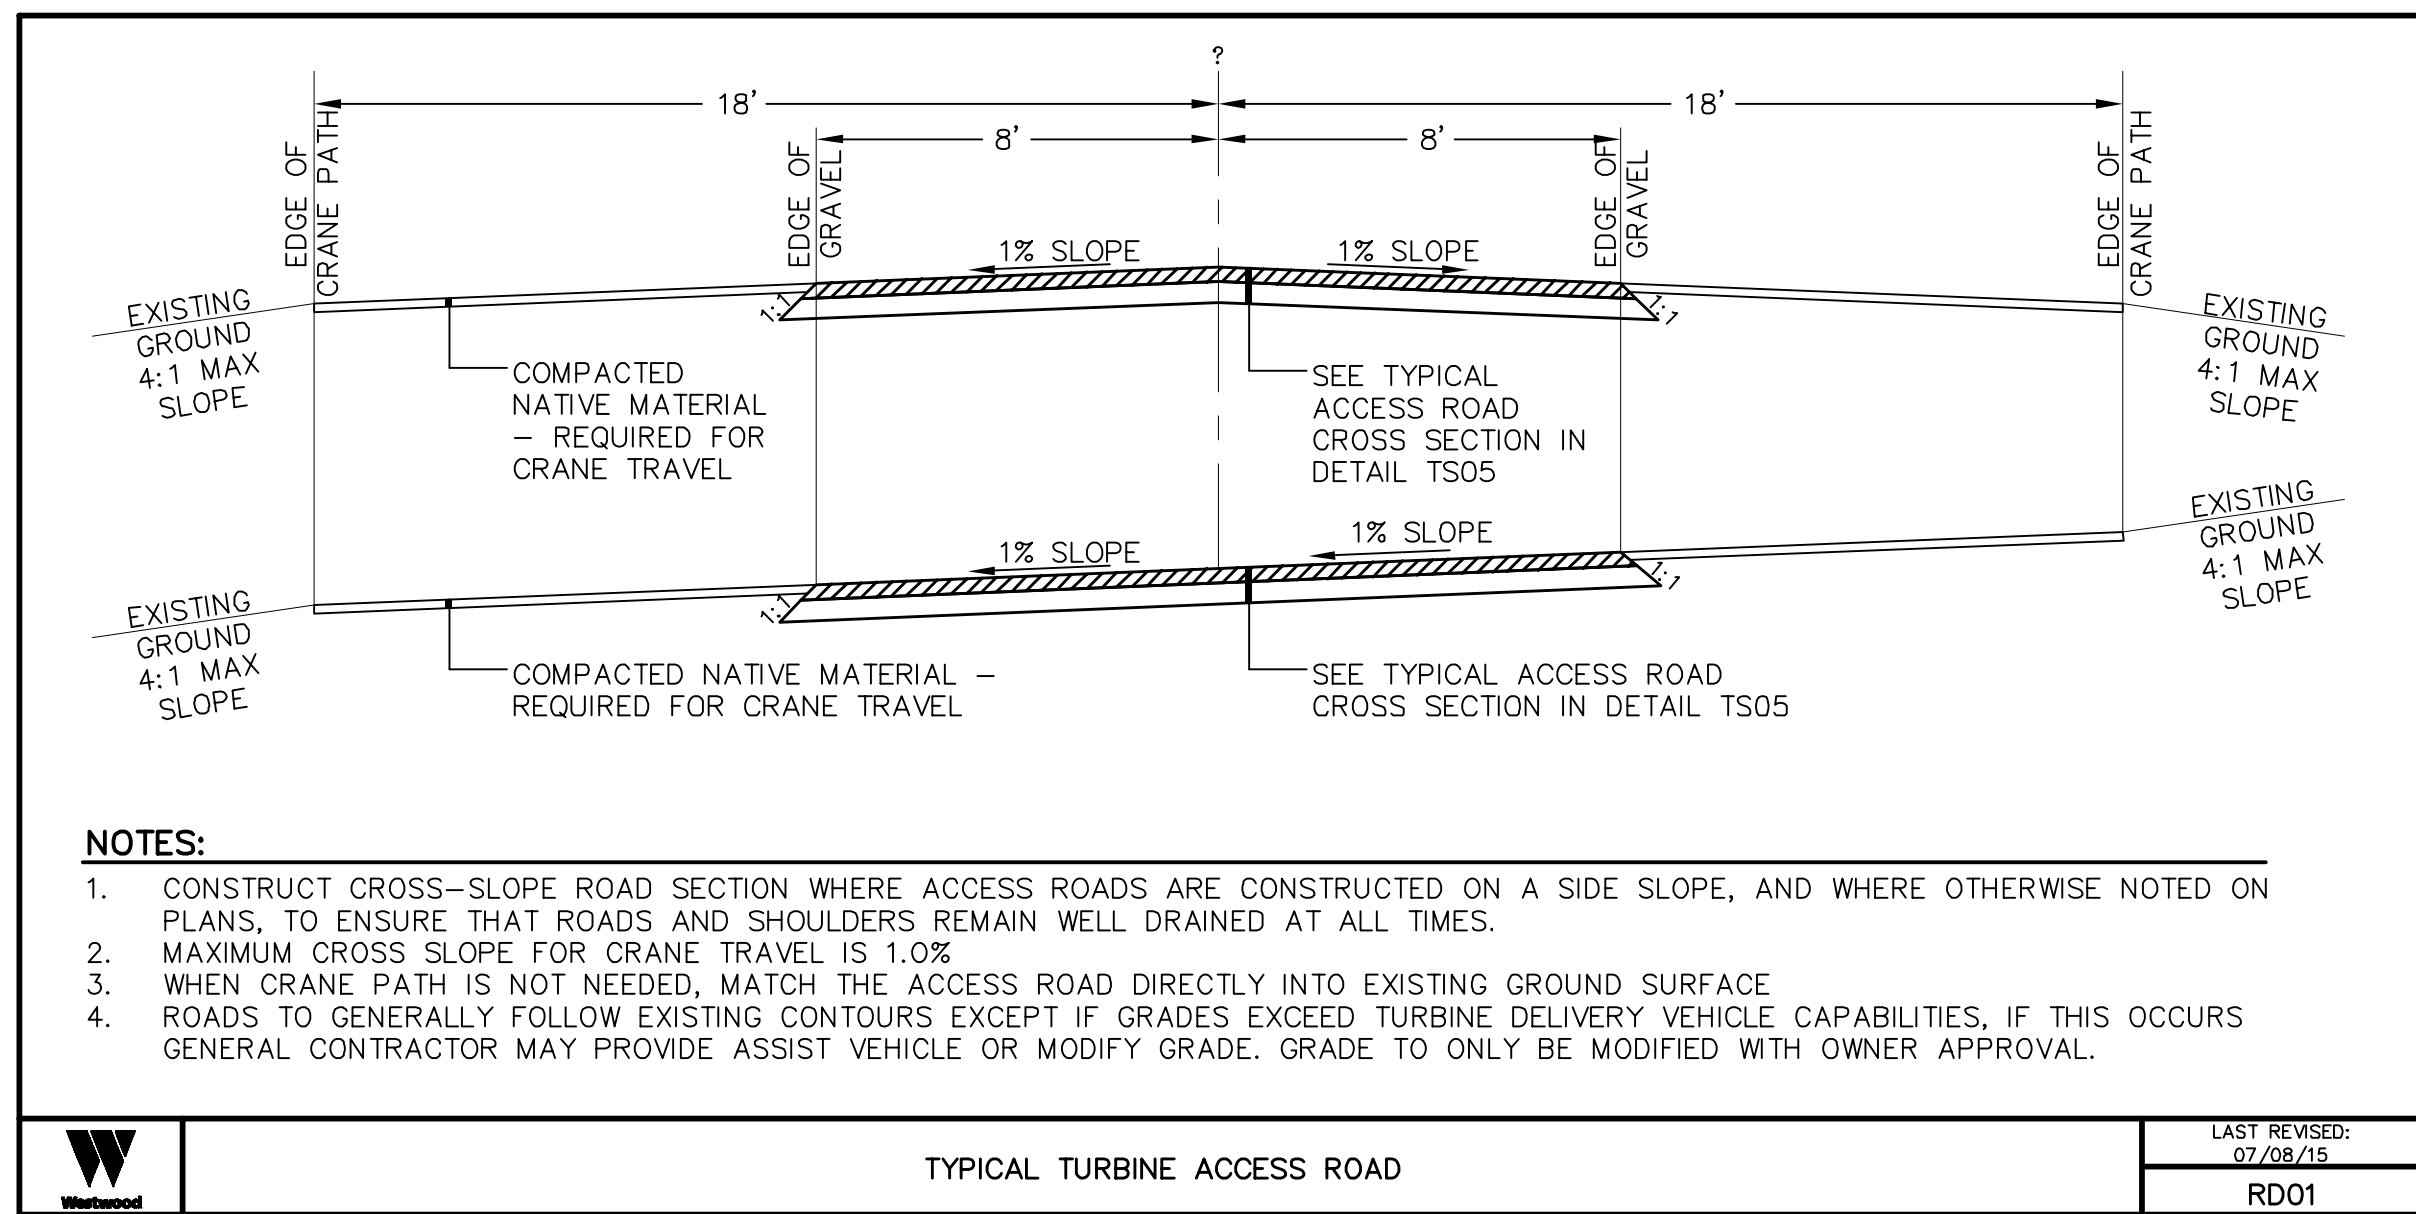 ?
18'
18'
8'
8'
EDGE OF
CRANE PATH
EDGE OF
GRAVEL
EDGE OF
GRAVEL
EDGE OF
CRANE PATH
1% SLOPE
1% SLOPE
1:1
1:1
EXISTING
GROUND
4:1 MAX
SLOPE
EXISTING
GROUND
4:1 MAX
SLOPE
COMPACTED
NATIVE MATERIAL
– REQUIRED FOR
CRANE TRAVEL
SEE TYPICAL
ACCESS ROAD
CROSS SECTION IN
DETAIL TS05
1% SLOPE
1% SLOPE
1:1
1:1
EXISTING
GROUND
4:1 MAX
SLOPE
EXISTING
GROUND
4:1 MAX
SLOPE
COMPACTED NATIVE MATERIAL –
REQUIRED FOR CRANE TRAVEL
SEE TYPICAL ACCESS ROAD
CROSS SECTION IN DETAIL TS05
NOTES:
1. CONSTRUCT CROSS–SLOPE ROAD SECTION WHERE ACCESS ROADS ARE CONSTRUCTED ON A SIDE SLOPE, AND WHERE OTHERWISE NOTED ON
PLANS, TO ENSURE THAT ROADS AND SHOULDERS REMAIN WELL DRAINED AT ALL TIMES.
2. MAXIMUM CROSS SLOPE FOR CRANE TRAVEL IS 1.0%
3. WHEN CRANE PATH IS NOT NEEDED, MATCH THE ACCESS ROAD DIRECTLY INTO EXISTING GROUND SURFACE
4. ROADS TO GENERALLY FOLLOW EXISTING CONTOURS EXCEPT IF GRADES EXCEED TURBINE DELIVERY VEHICLE CAPABILITIES, IF THIS OCCURS
GENERAL CONTRACTOR MAY PROVIDE ASSIST VEHICLE OR MODIFY GRADE. GRADE TO ONLY BE MODIFIED WITH OWNER APPROVAL.
Westwood
TYPICAL TURBINE ACCESS ROAD
LAST REVISED:
07/08/15
RD01